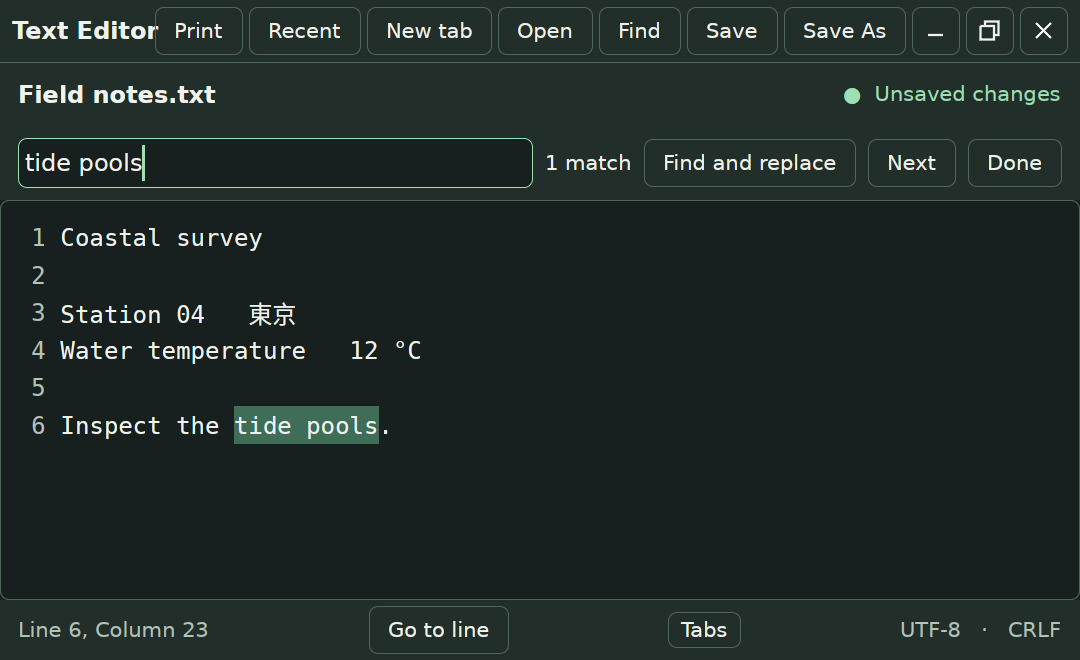 Text Editor Print Recent New tab Open Find Save Save As
Field notes.txt Unsaved changes
tide pools 1 match Find and replace Next Done
1 Coastal survey
2
3 Station 04 東京
4 Water temperature 12 °C
5
6 Inspect the tide pools.
Line 6, Column 23 Go to line Tabs UTF-8 · CRLF